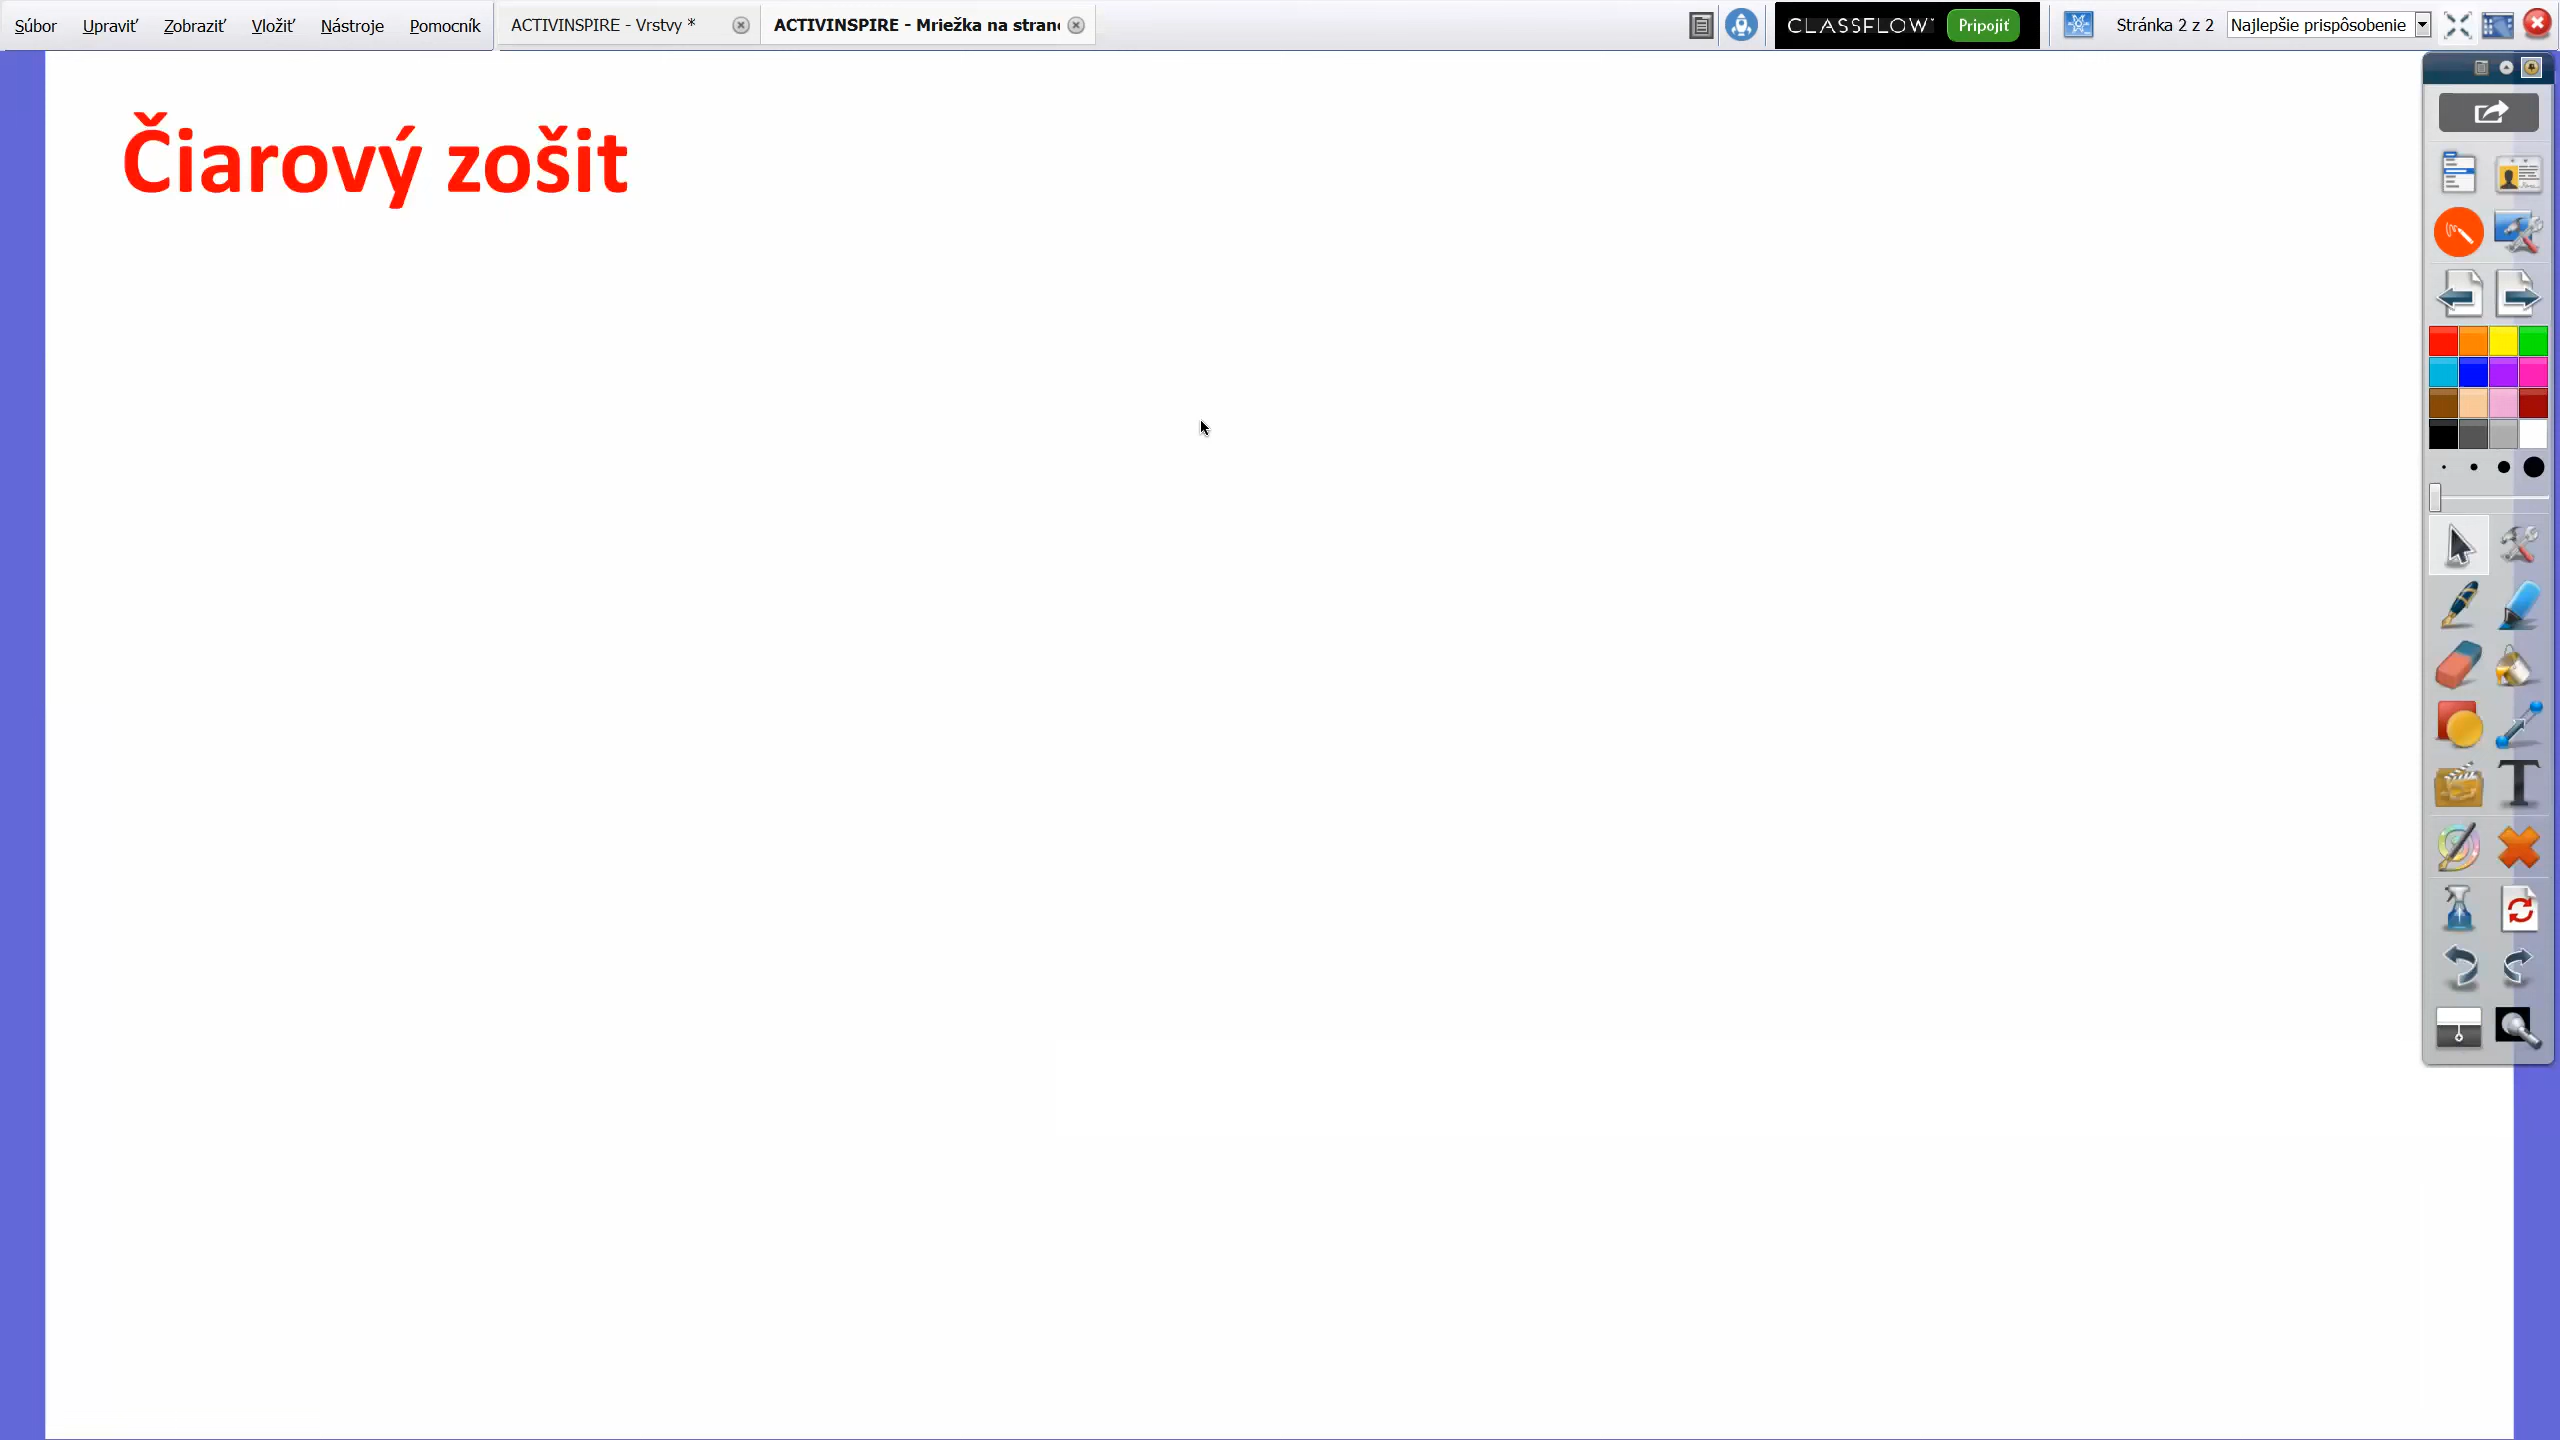 Súbor Upraviť Zobraziť Vložiť Nástroje Pomocník ACTIVINSPIRE - Vrstvy * ACTIVINSPIRE - Mriežka na stran CLASSFLOW Pripojiť Stránka 2 z 2 Najlepšie prispôsobenie
Čiarový zošit
T